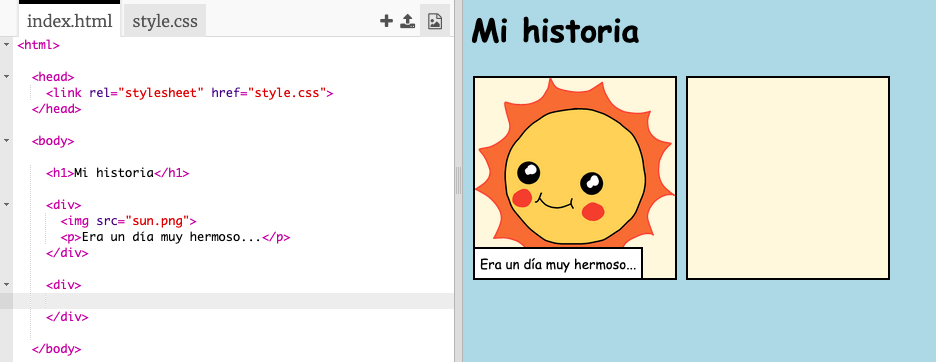 index.html style.css
<html>
<head>
<link rel="stylesheet" href="style.css">
</head>
<body>
<h1>Mi historia</h1>
<div>
<img src="sun.png">
<p>Era un día muy hermoso...</p>
</div>
<div>
</div>
</body>
Mi historia
Era un día muy hermoso...